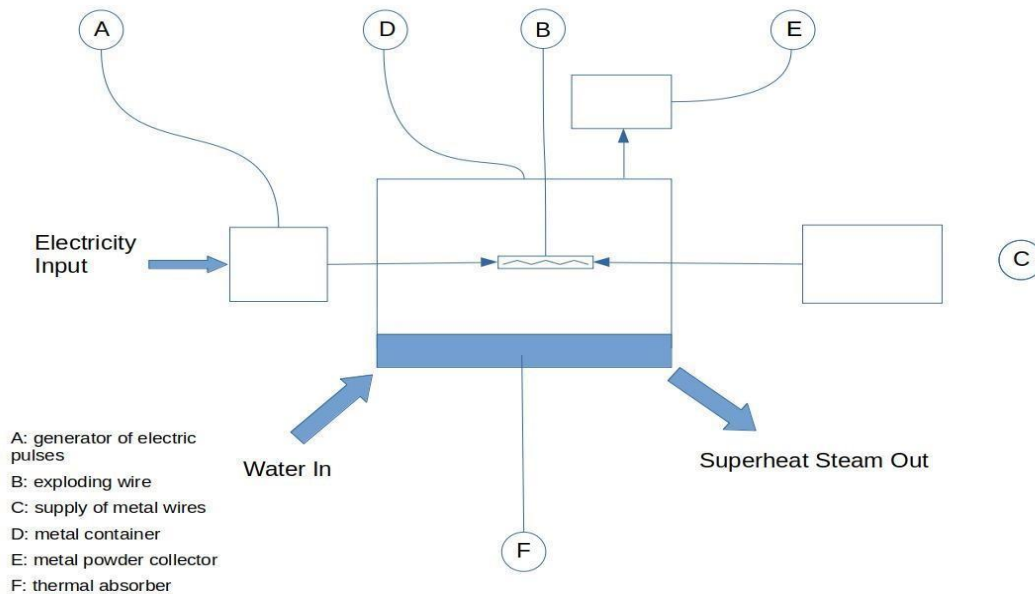 A
D
B
E
Electricity
Input
C
Water In
Superheat Steam Out
A: generator of electric
pulses
B: exploding wire
C: supply of metal wires
D: metal container
E: metal powder collector
F: thermal absorber
F